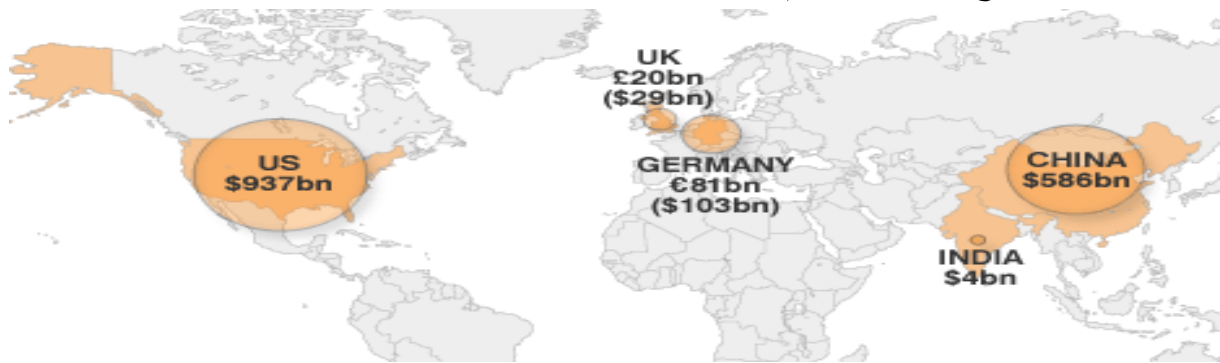 UK
£20bn
($29bn)
US
$937bn
GERMANY
€81bn
($103bn)
CHINA
$586bn
INDIA
$4bn